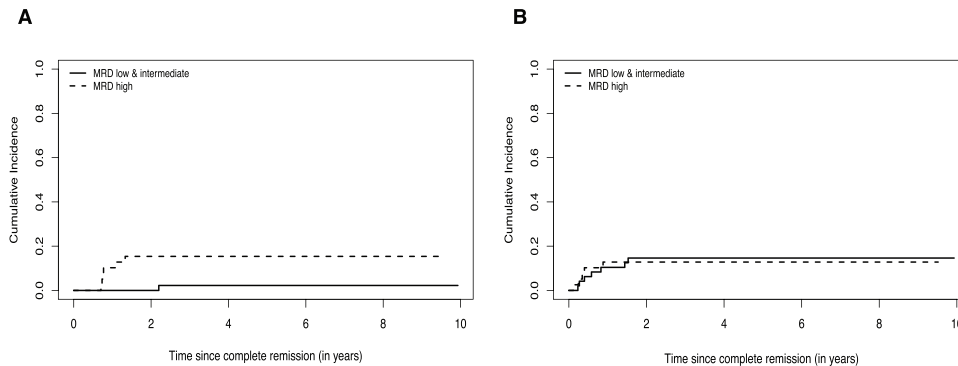 A
B
MRD low & intermediate
MRD high
MRD low & intermediate
MRD high
Cumulative Incidence
1.0
0.8
0.6
0.4
0.2
0.0
0 2 4 6 8 10
Time since complete remission (in years)
Cumulative Incidence
1.0
0.8
0.6
0.4
0.2
0.0
0 2 4 6 8 10
Time since complete remission (in years)